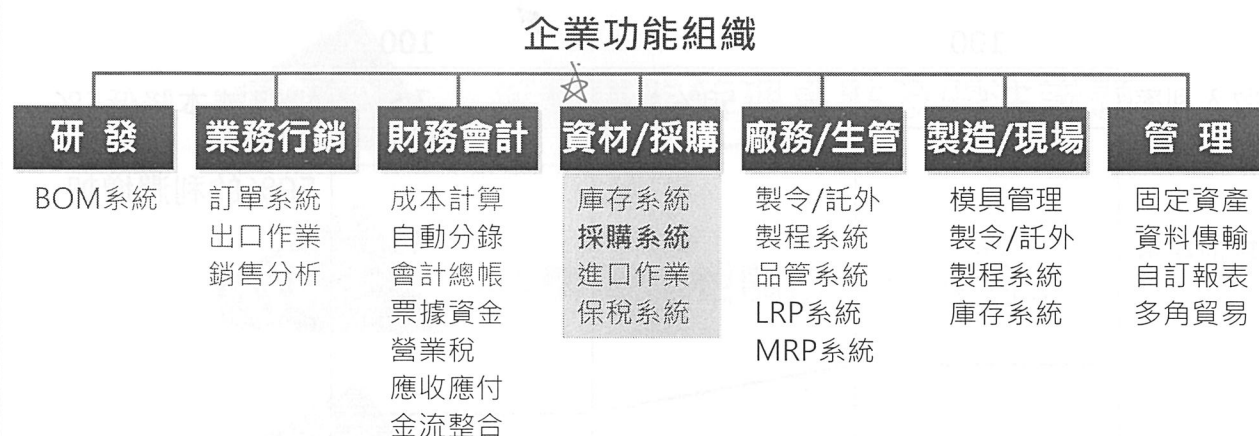 企業功能組織
研 發
BOM系統
業務行銷
訂單系統
出口作業
銷售分析
財務會計
成本計算
自動分錄
會計總帳
票據資金
營業稅
應收應付
金流整合
資材/採購
庫存系統
採購系統
進口作業
保稅系統
廠務/生管
製令/託外
製程系統
品管系統
LRP系統
MRP系統
製造/現場
模具管理
製令/託外
製程系統
庫存系統
管 理
固定資產
資料傳輸
自訂報表
多角貿易